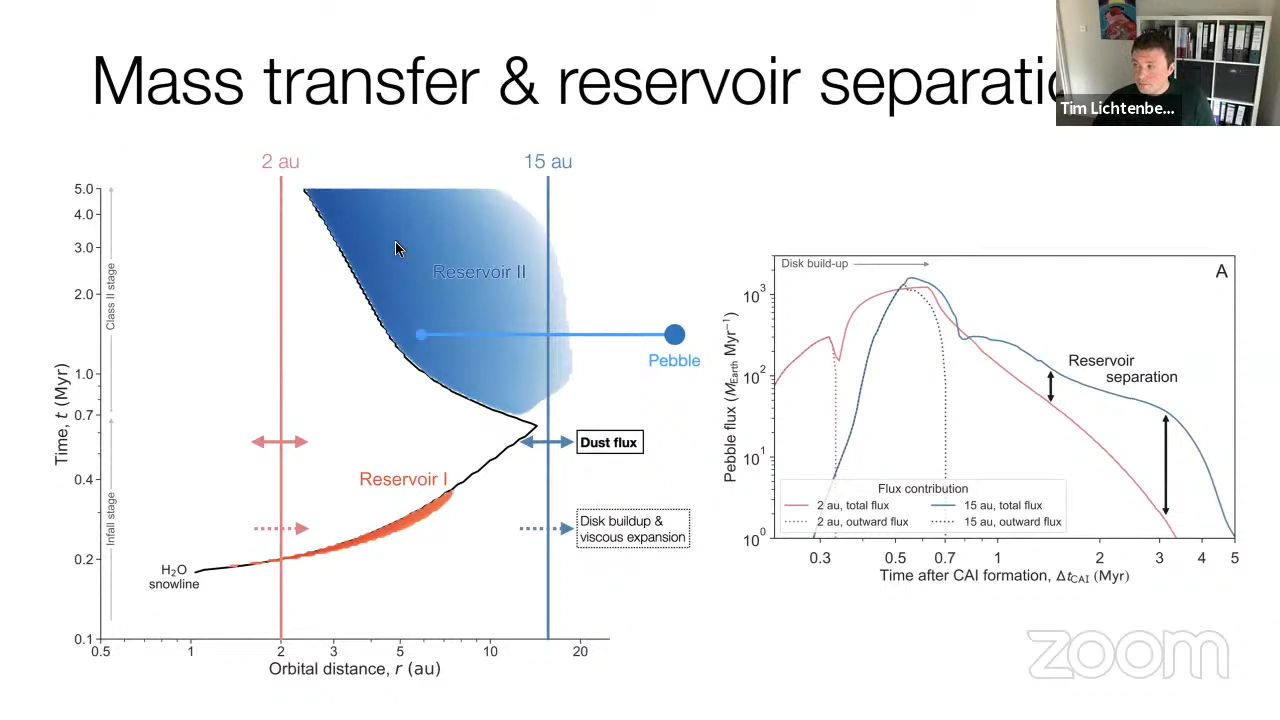 Mass transfer & reservoir separatio
Tim Lichtenbe...
2 au
15 au
5.0
4.0
3.0
2.0
1.0
0.7
0.4
0.2
0.1
Time, t (Myr)
Class II stage
Infall stage
Reservoir II
Pebble
Dust flux
Reservoir I
Disk buildup &
viscous expansion
H₂O
snowline
0.5 1 2 3 5 10 20
Orbital distance, r (au)
Disk build-up
A
10³
10²
10¹
10⁰
Pebble flux (M_Earth Myr⁻¹)
Reservoir
separation
Flux contribution
2 au, total flux 15 au, total flux
2 au, outward flux 15 au, outward flux
0.3 0.5 0.7 1 2 3 4 5
Time after CAI formation, Δt_CAI (Myr)
zoom